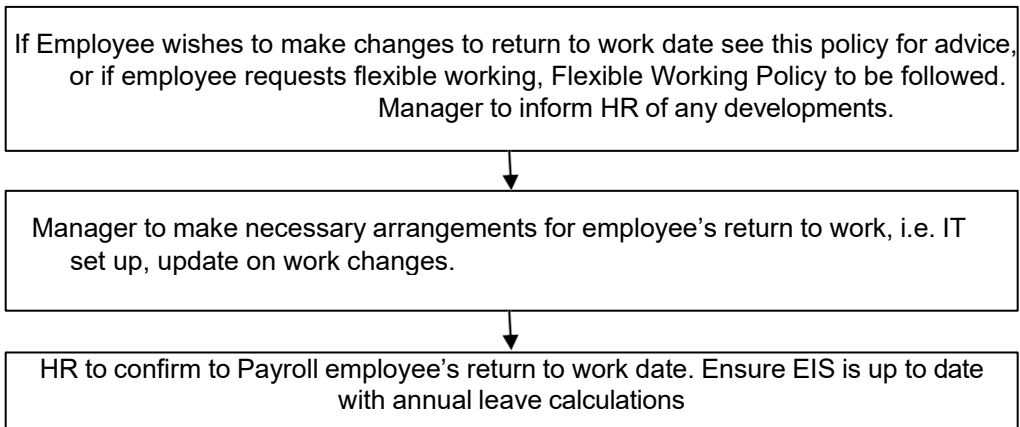 If Employee wishes to make changes to return to work date see this policy for advice,
or if employee requests flexible working, Flexible Working Policy to be followed.
Manager to inform HR of any developments.
Manager to make necessary arrangements for employee’s return to work, i.e. IT
set up, update on work changes.
HR to confirm to Payroll employee’s return to work date. Ensure EIS is up to date
with annual leave calculations